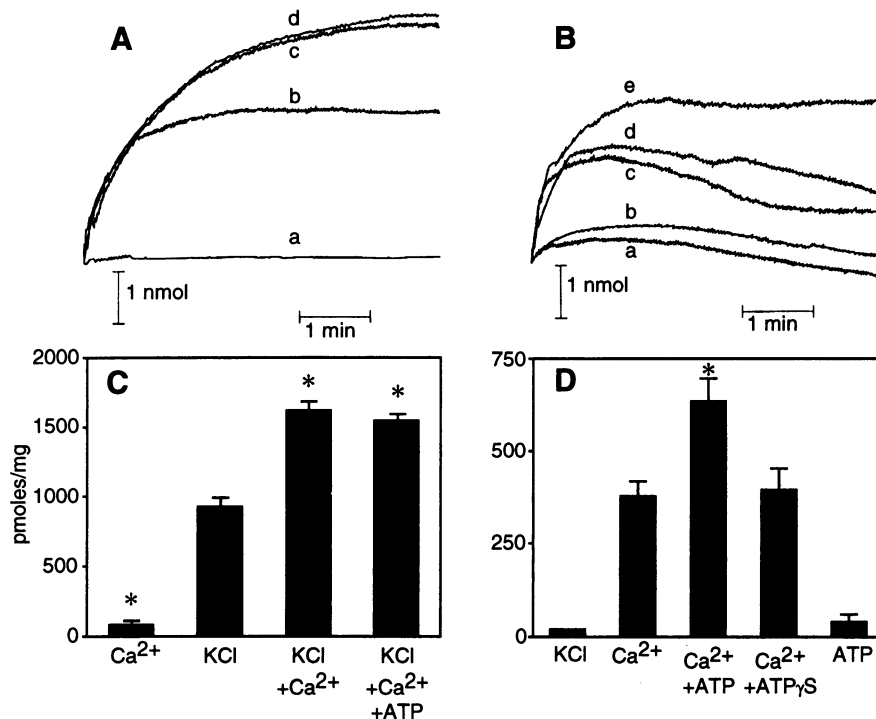 A
d
c
b
a
1 nmol
1 min
B
e
d
c
b
a
1 nmol
1 min
C
2000
1500
1000
500
0
pmoles/mg
*
*
*
Ca2+
KCl
KCl
+Ca2+
KCl
+Ca2+
+ATP
D
750
500
250
0
*
KCl
Ca2+
Ca2+
+ATP
Ca2+
+ATPγS
ATP